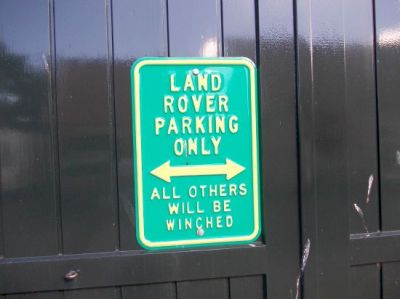 LAND
ROVER
PARKING
ONLY
ALL OTHERS
WILL BE
WINCHED